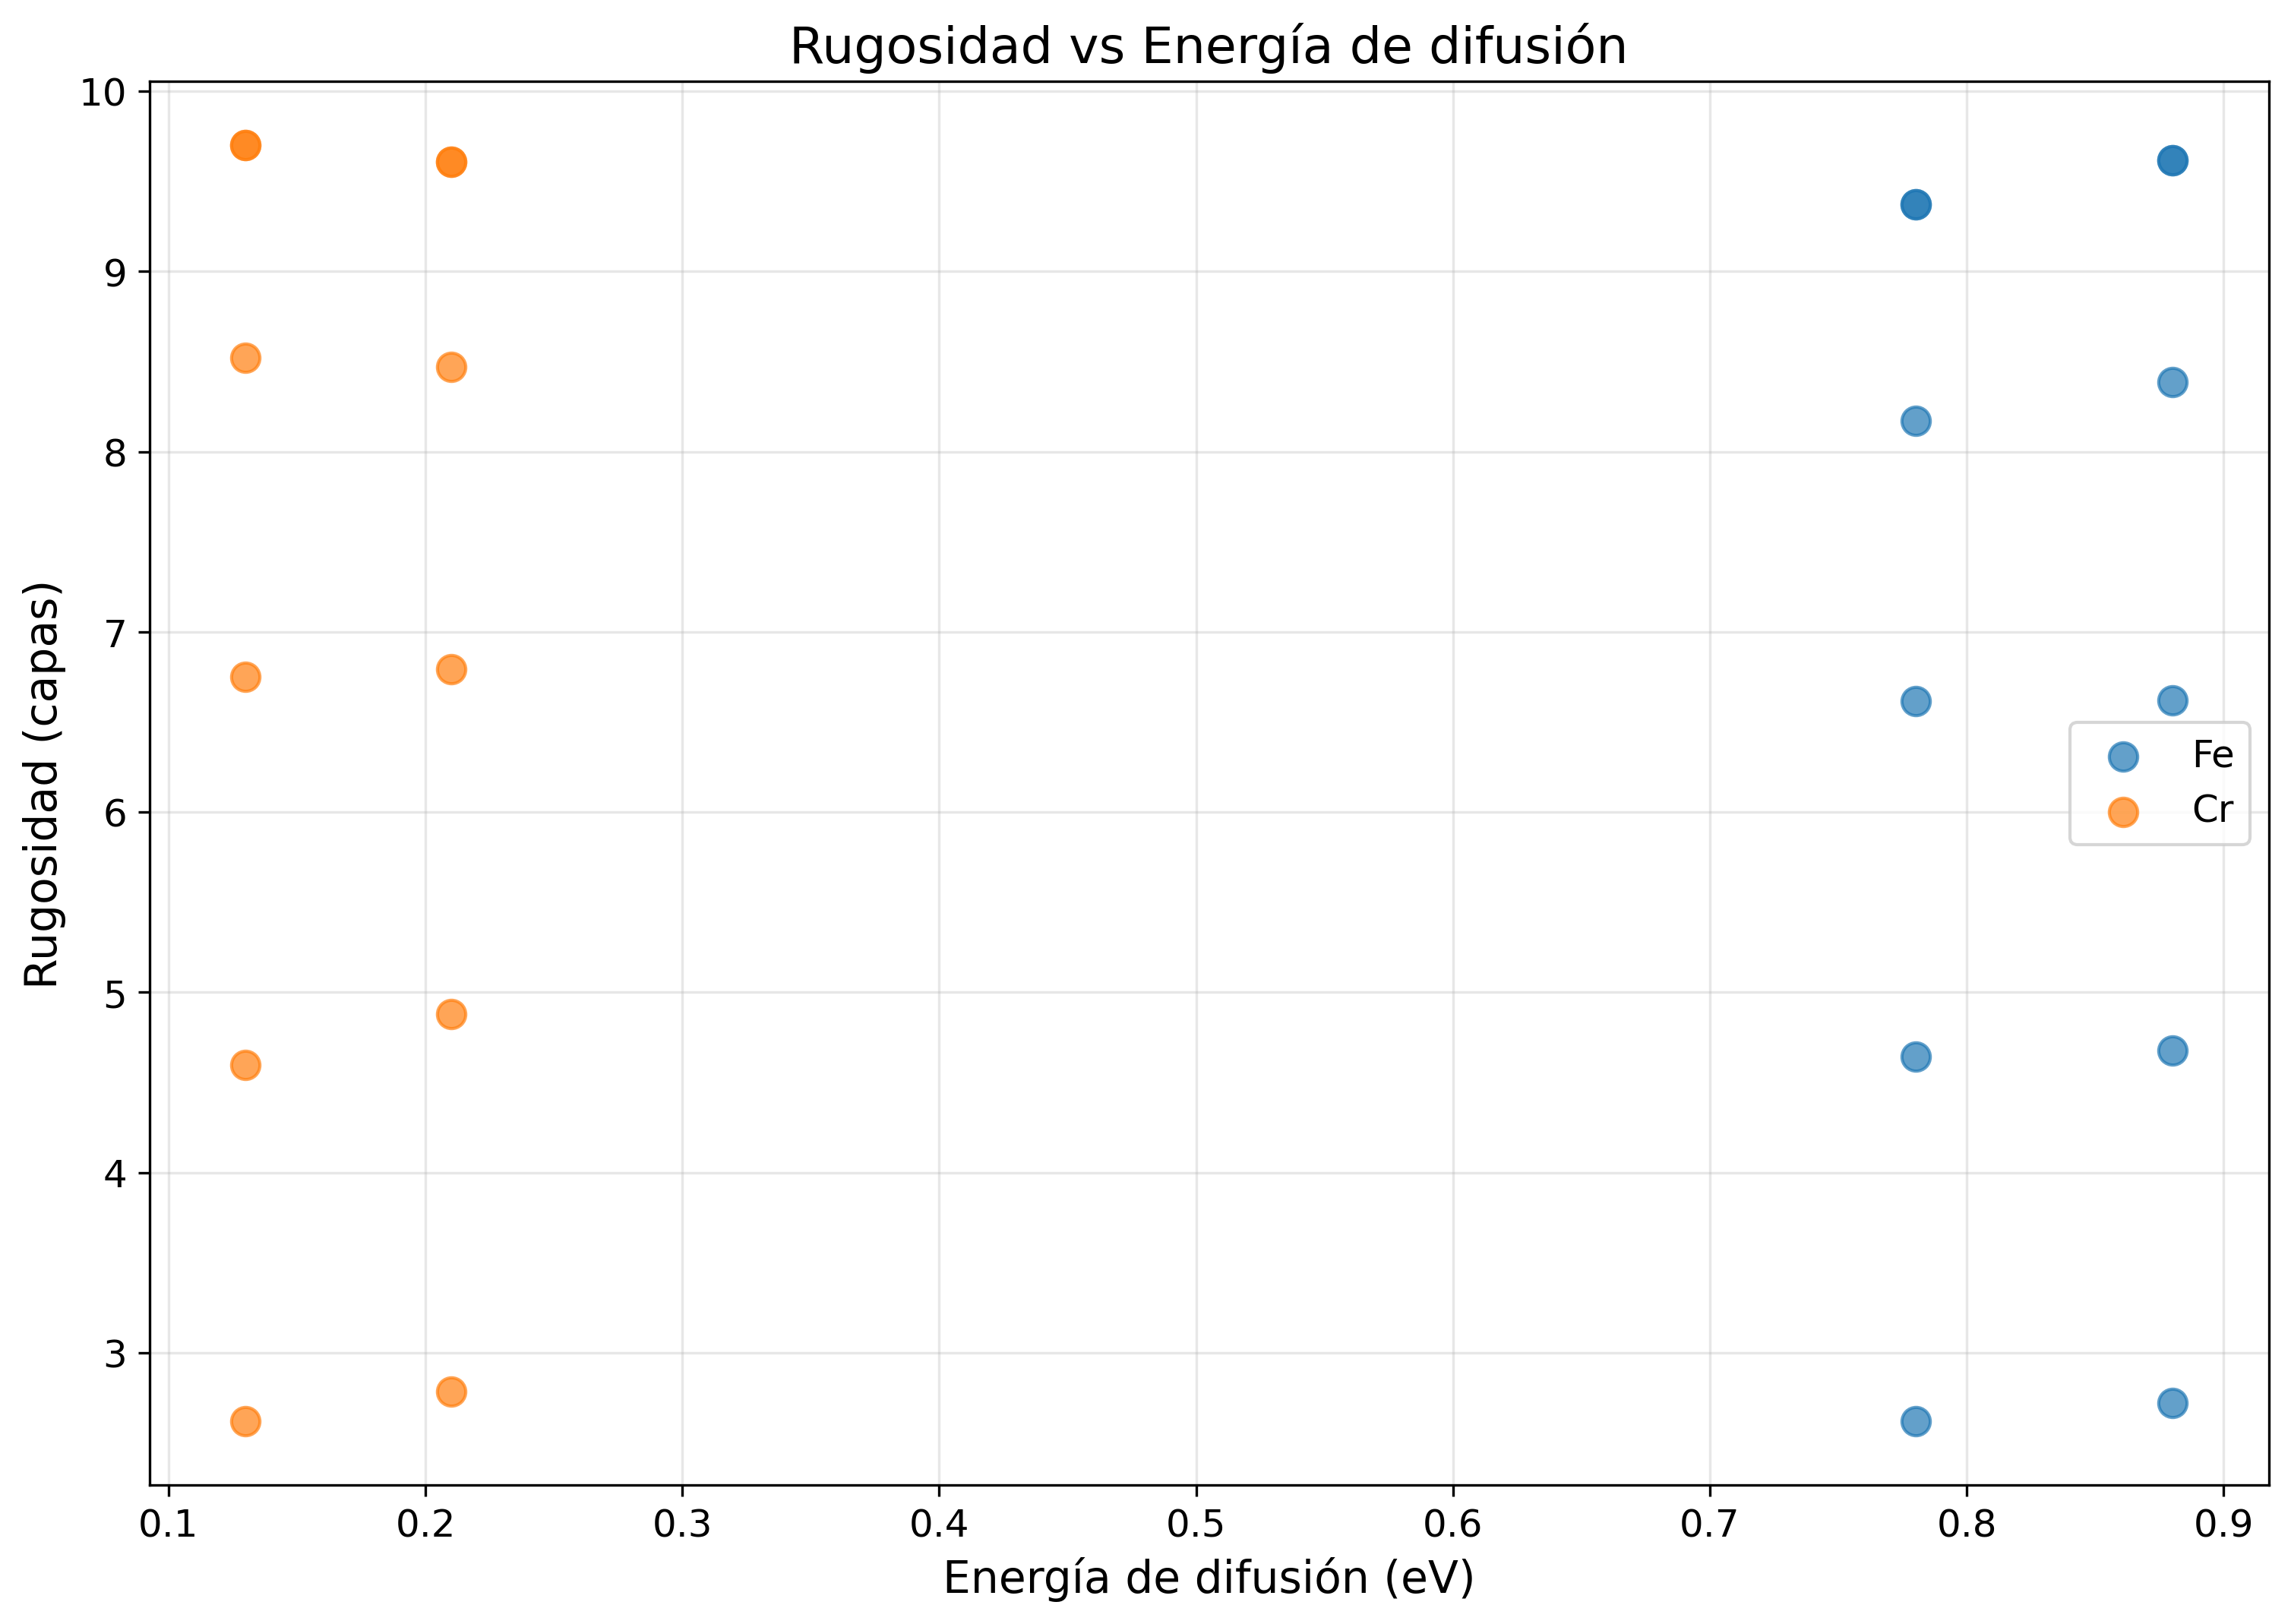 Rugosidad vs Energía de difusión
Rugosidad (capas)
10
9
8
7
6
5
4
3
Fe
Cr
0.1 0.2 0.3 0.4 0.5 0.6 0.7 0.8 0.9
Energía de difusión (eV)